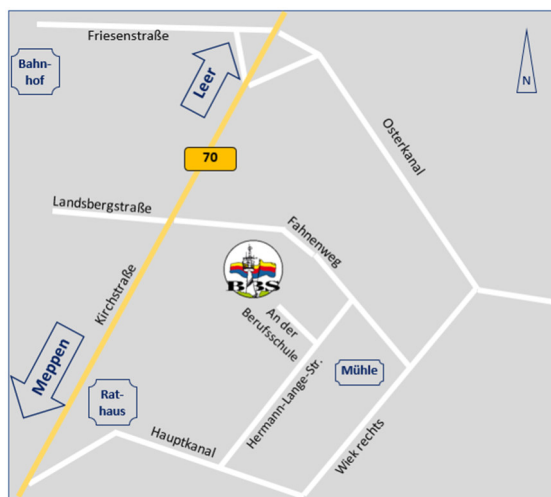 Friesenstraße
Bahn-
hof
Leer
N
Osterkanal
70
Landsbergstraße
Fahnenweg
Kirchstraße
BBS
An der
Berufsschule
Meppen
Hermann-Lange-Str.
Mühle
Rat-
haus
Hauptkanal
Wiek rechts